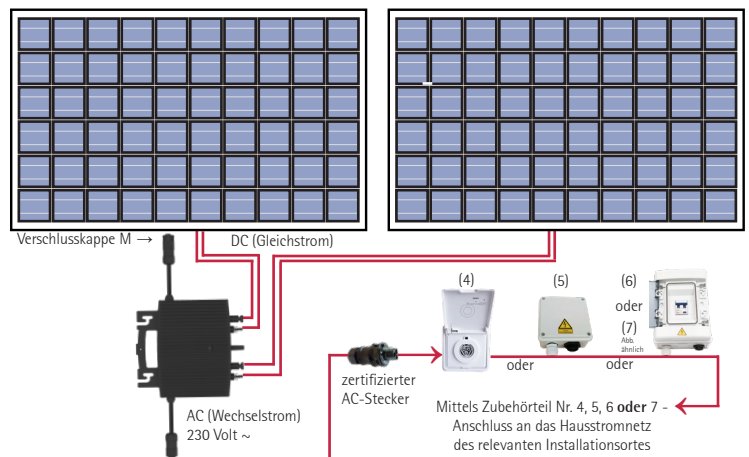 Verschlusskappe M →
DC (Gleichstrom)
(4)
(5)
(6)
oder
(7)
Abb.
ähnlich
oder
oder
zertifizierter
AC-Stecker
AC (Wechselstrom)
230 Volt ~
Mittels Zubehörteil Nr. 4, 5, 6 oder 7 -
Anschluss an das Hausstromnetz
des relevanten Installationsortes